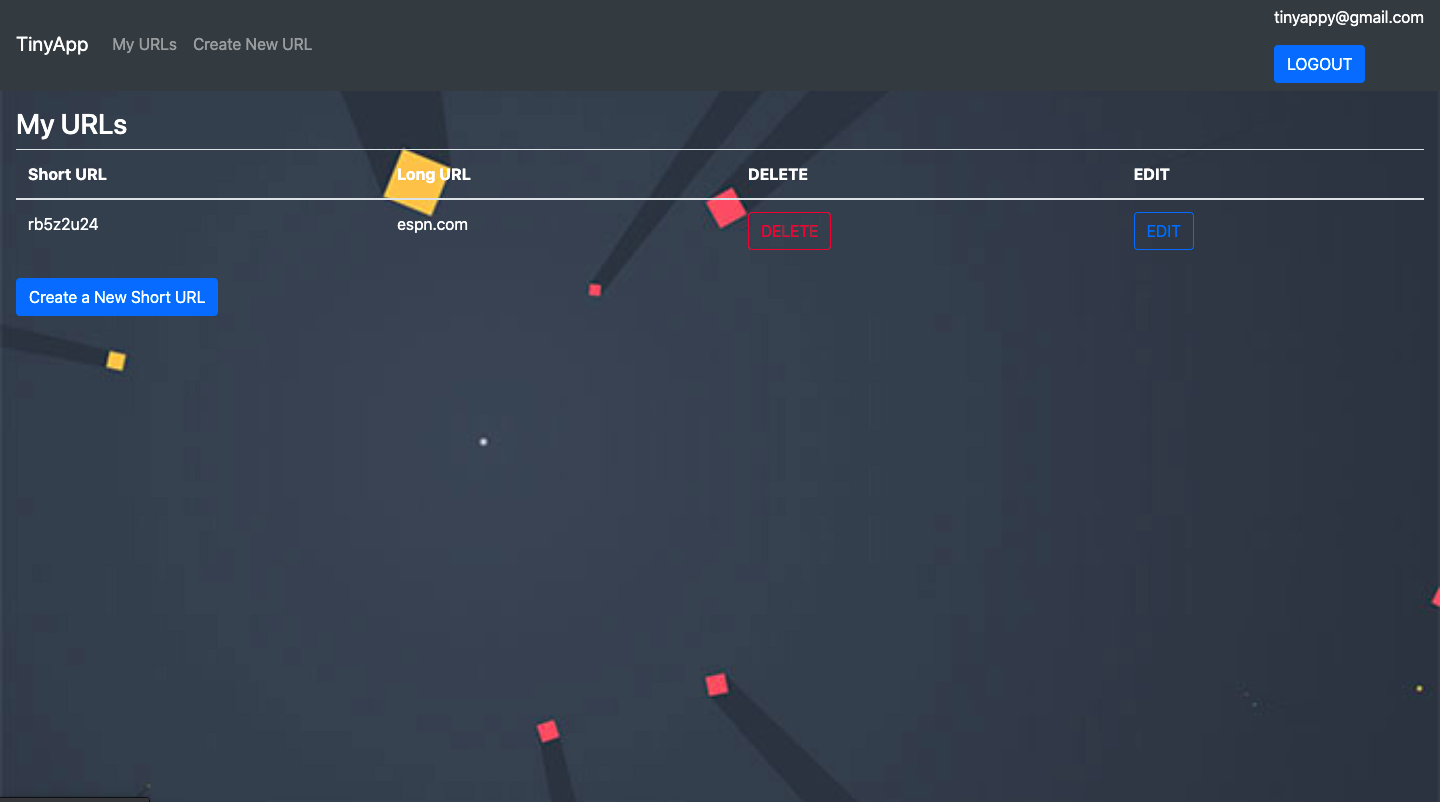 tinyappy@gmail.com
TinyApp My URLs Create New URL
LOGOUT
My URLs
Short URL Long URL DELETE EDIT
rb5z2u24 espn.com DELETE EDIT
Create a New Short URL